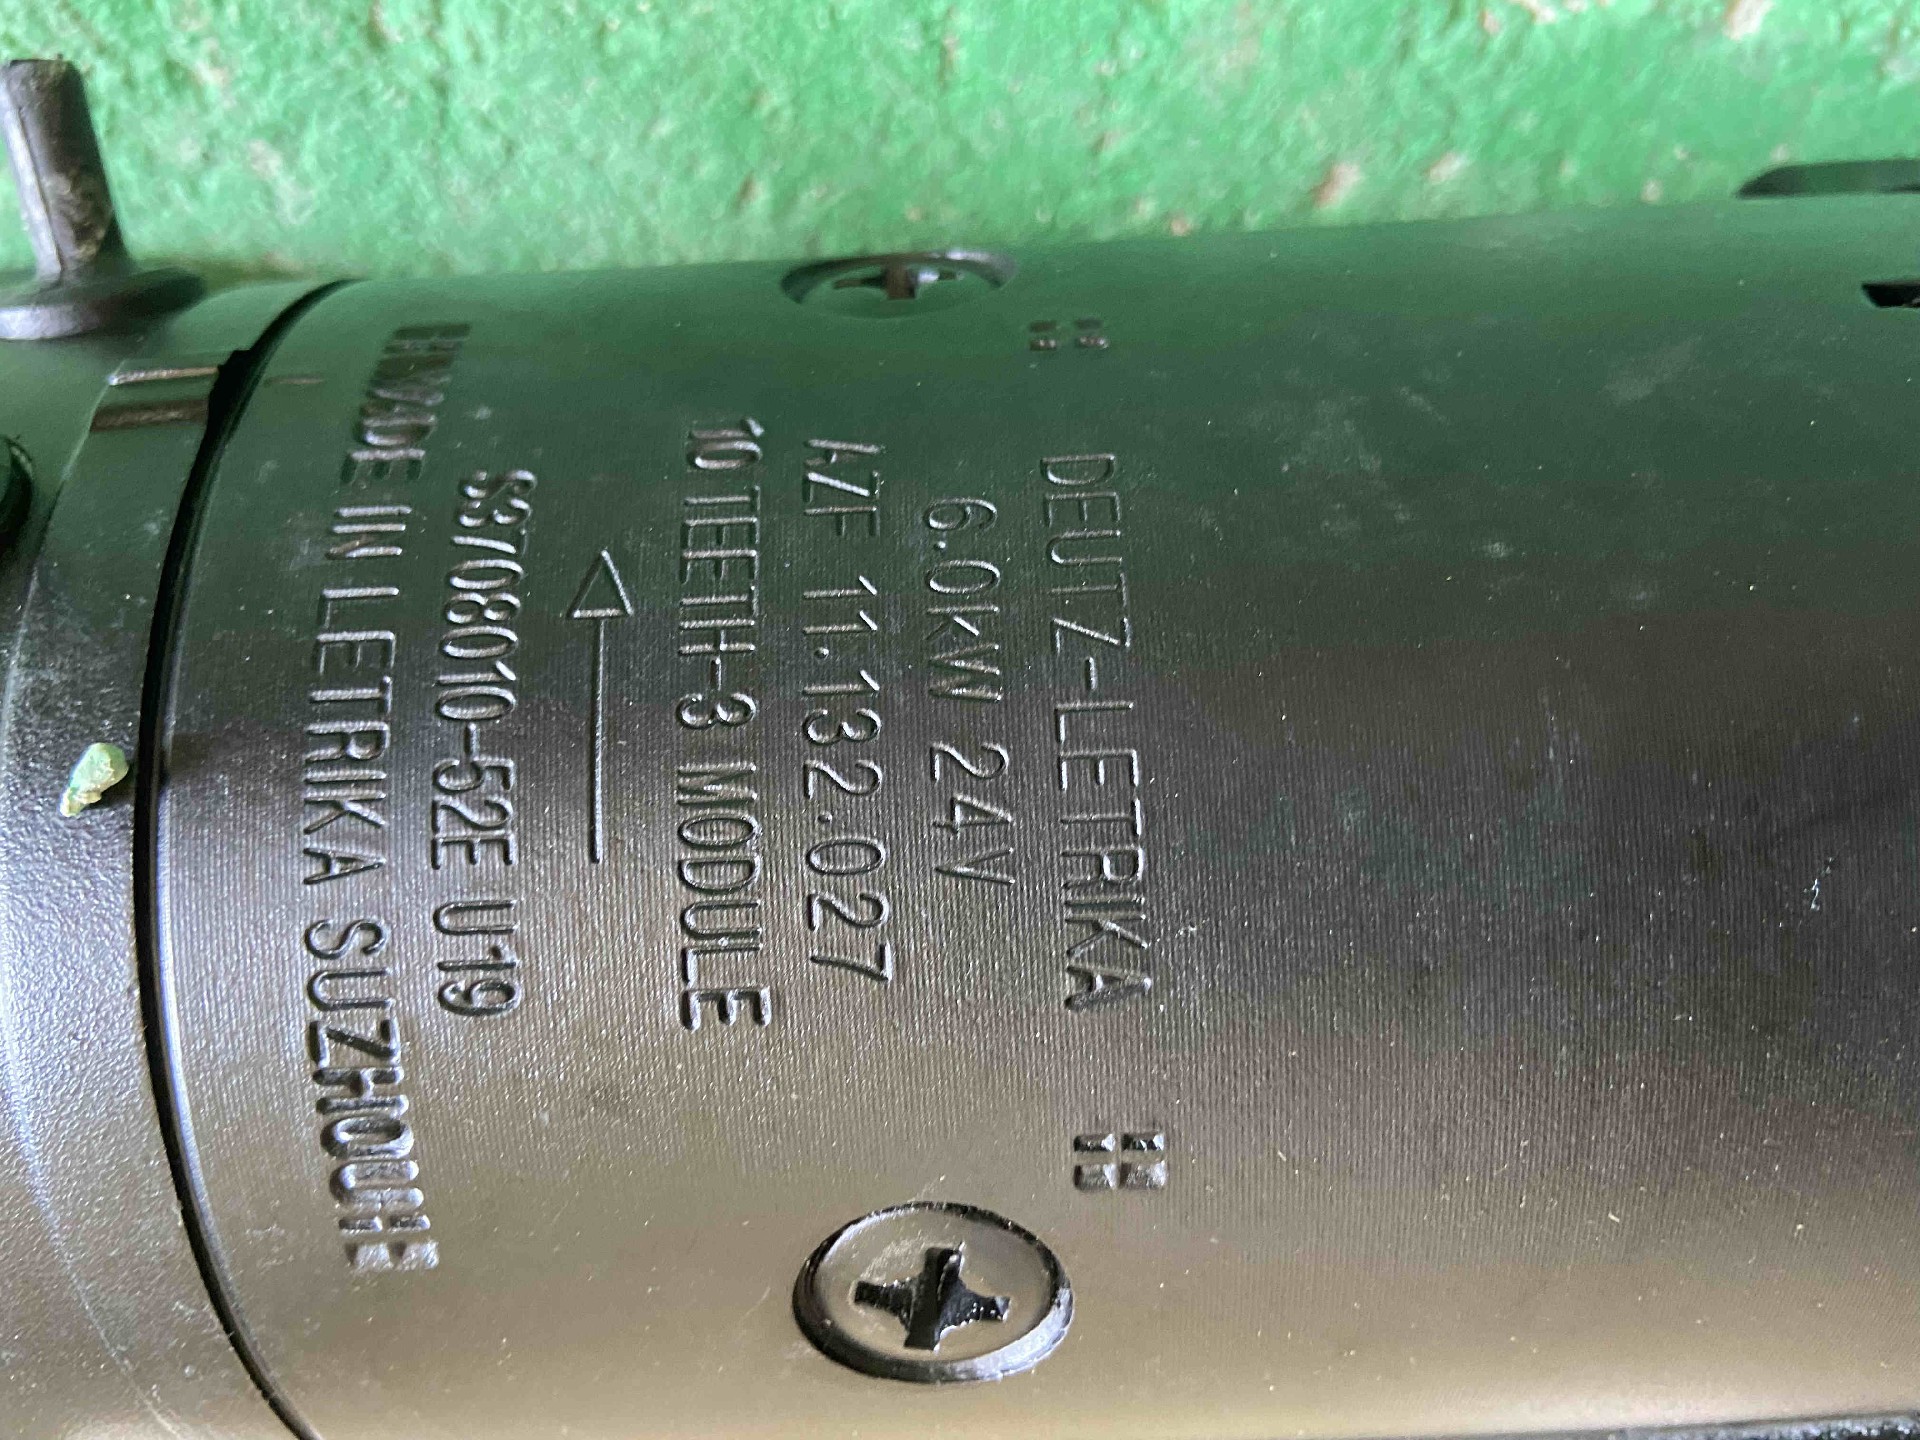 DEUTZ-LETRIKA
6.0kW 24V
AZF 11.132.027
10 TEETH-3 MODULE
S3708010-52E U19
MADE IN LETRIKA SUZHOU